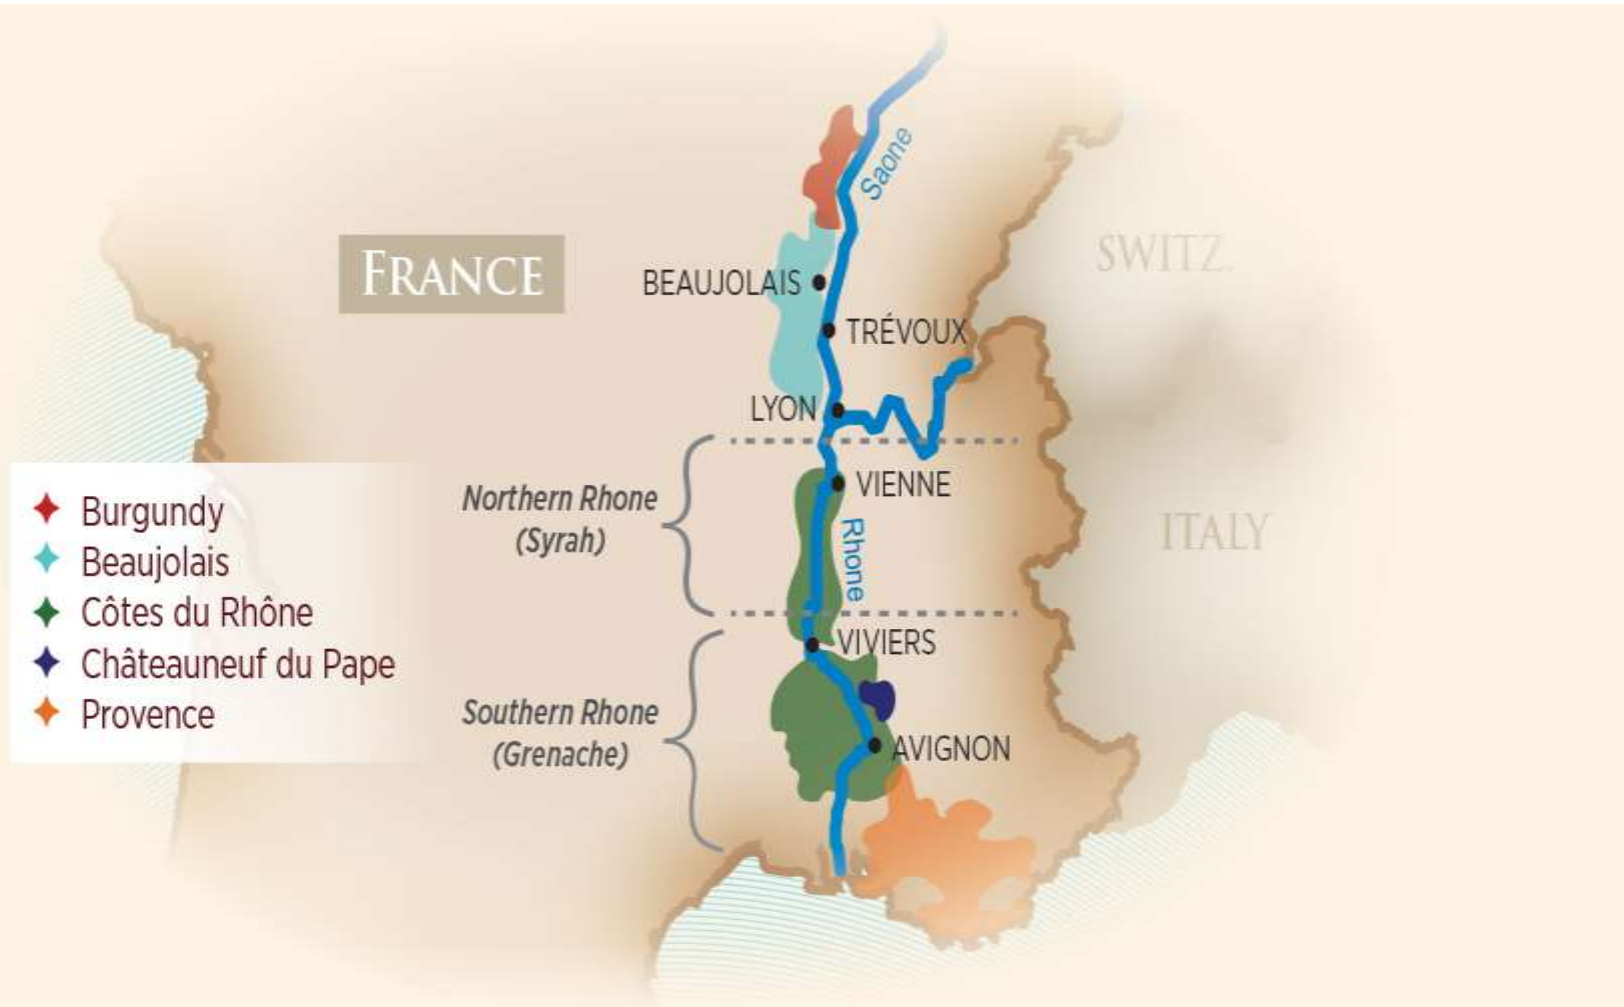 Saone
FRANCE
SWITZ.
BEAUJOLAIS
TRÉVOUX
LYON
Northern Rhone
(Syrah)
VIENNE
Rhone
ITALY
Burgundy
Beaujolais
Côtes du Rhône
Châteauneuf du Pape
Provence
VIVIERS
Southern Rhone
(Grenache)
AVIGNON